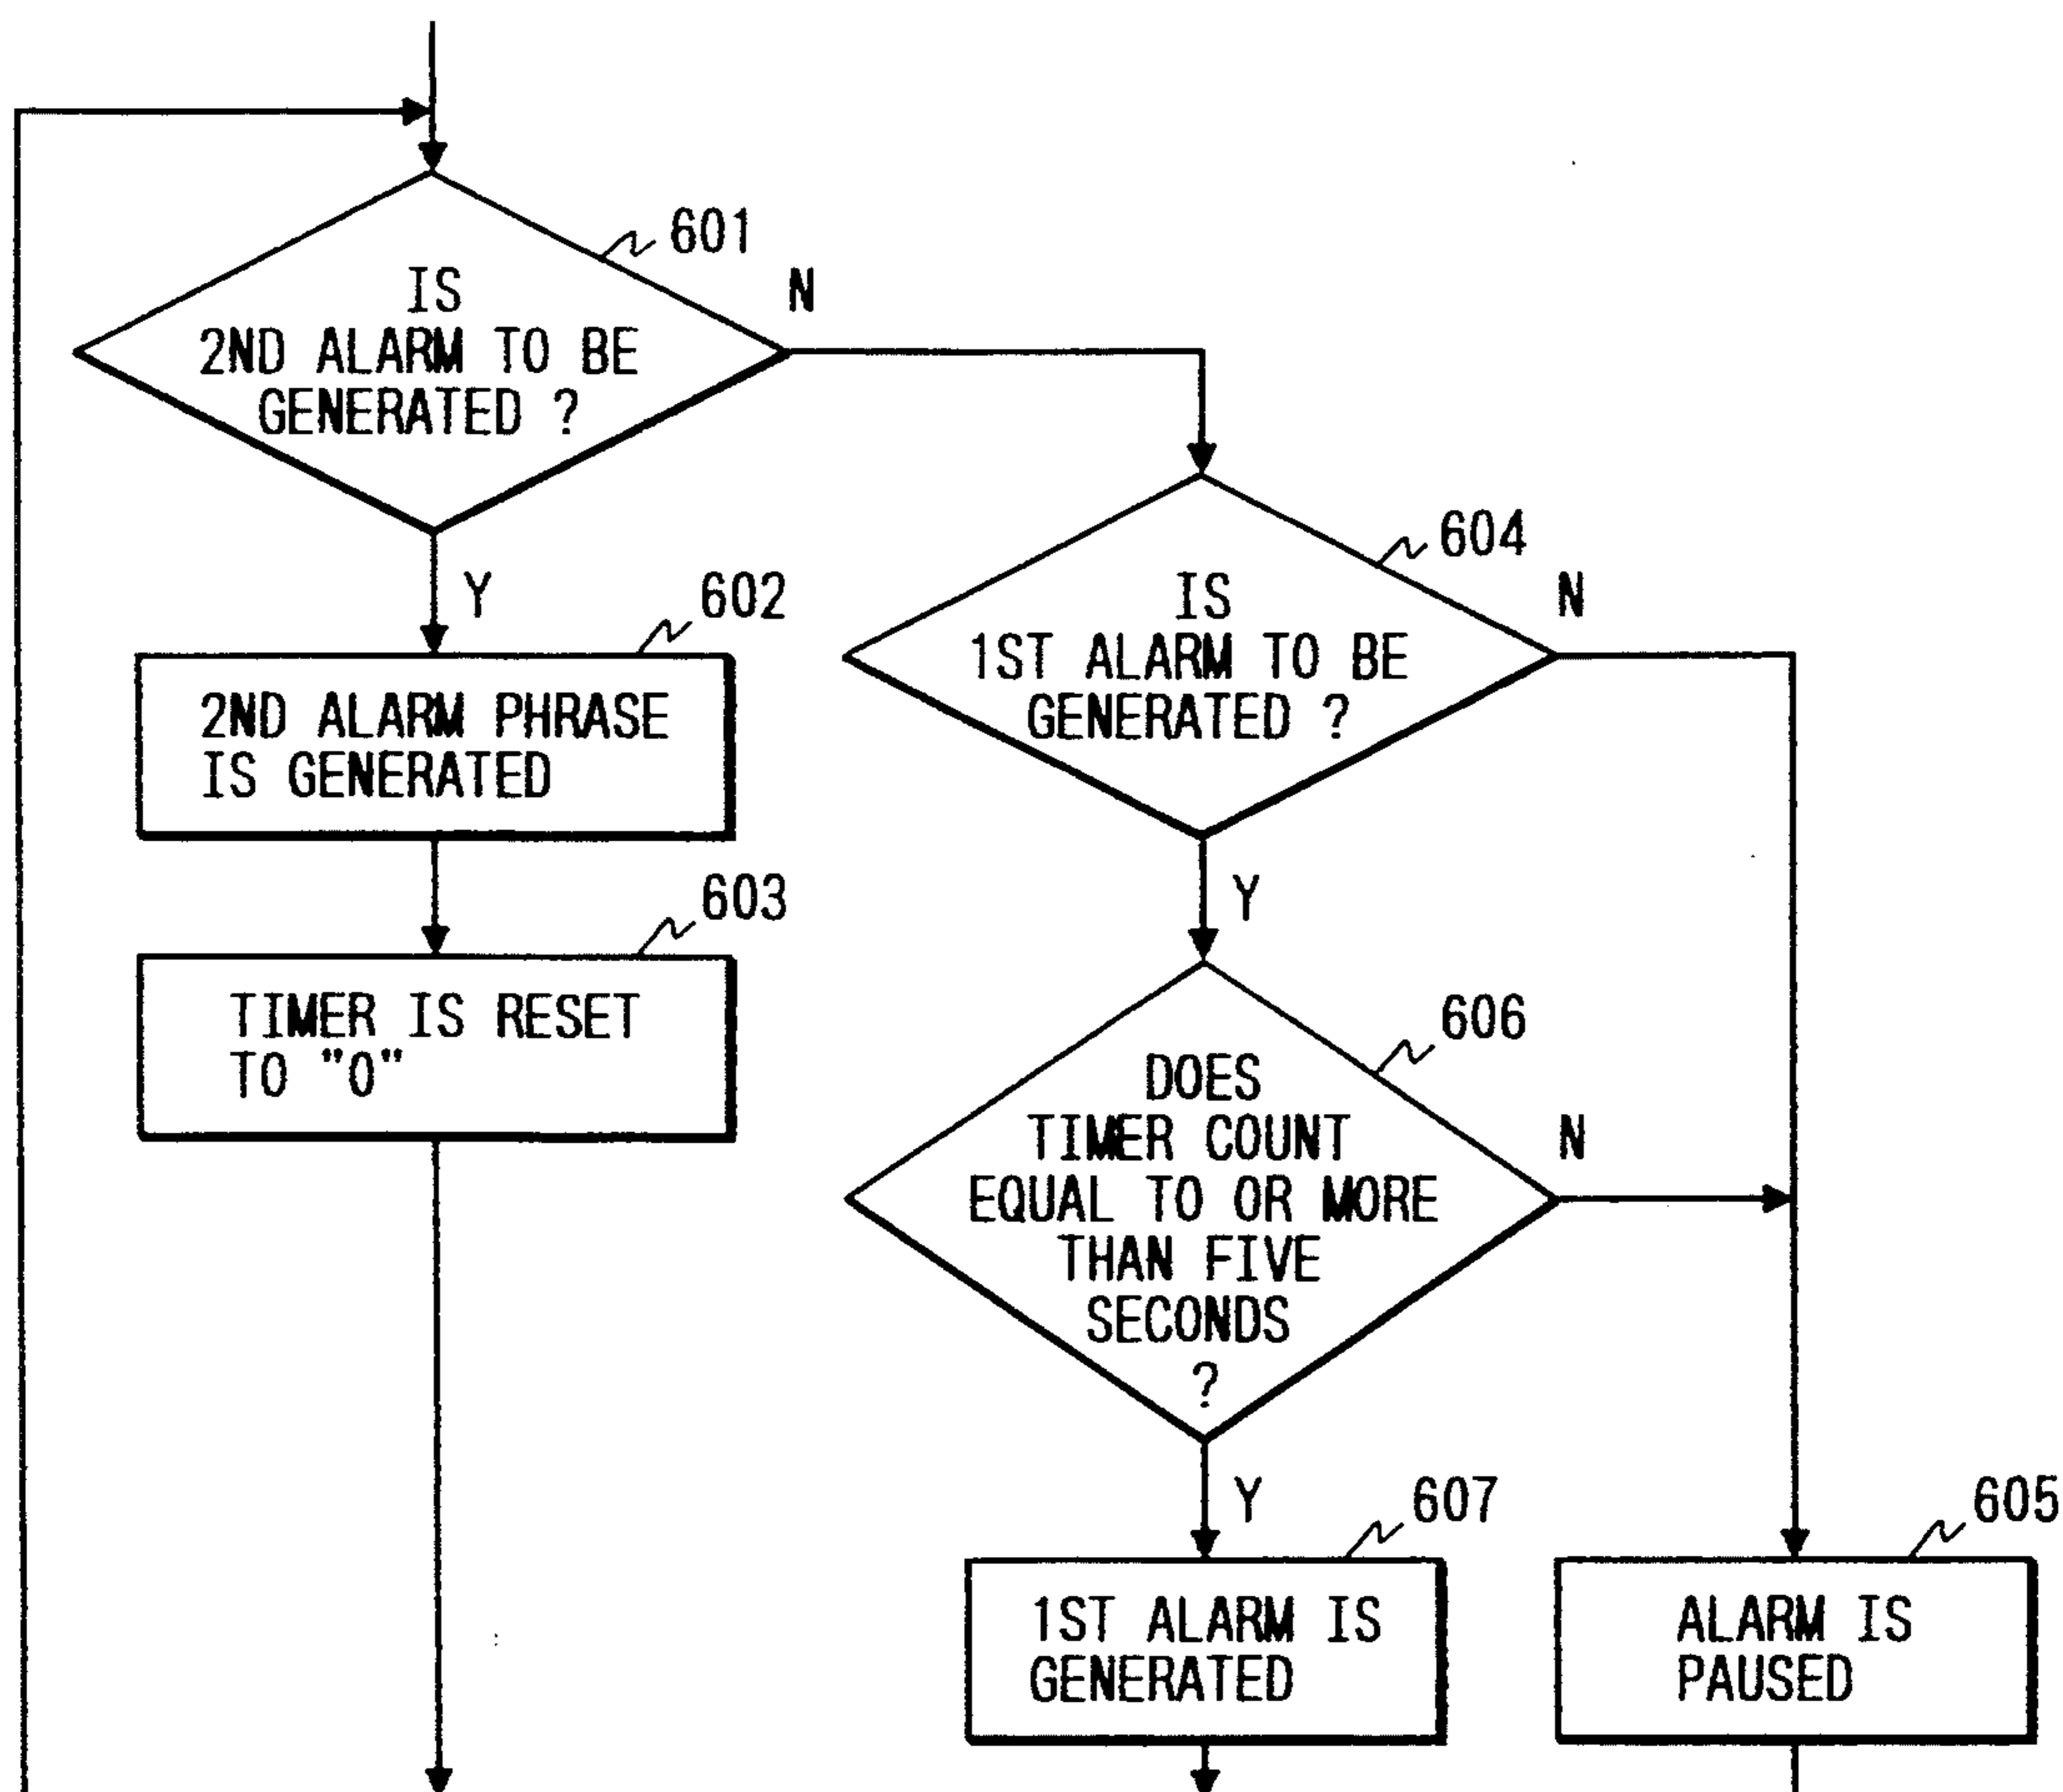 601
IS
2ND ALARM TO BE
GENERATED ?
N
Y
602
2ND ALARM PHRASE
IS GENERATED
603
TIMER IS RESET
TO "0"
604
IS
1ST ALARM TO BE
GENERATED ?
N
Y
606
DOES
TIMER COUNT
EQUAL TO OR MORE
THAN FIVE
SECONDS
?
N
Y
607
1ST ALARM IS
GENERATED
605
ALARM IS
PAUSED